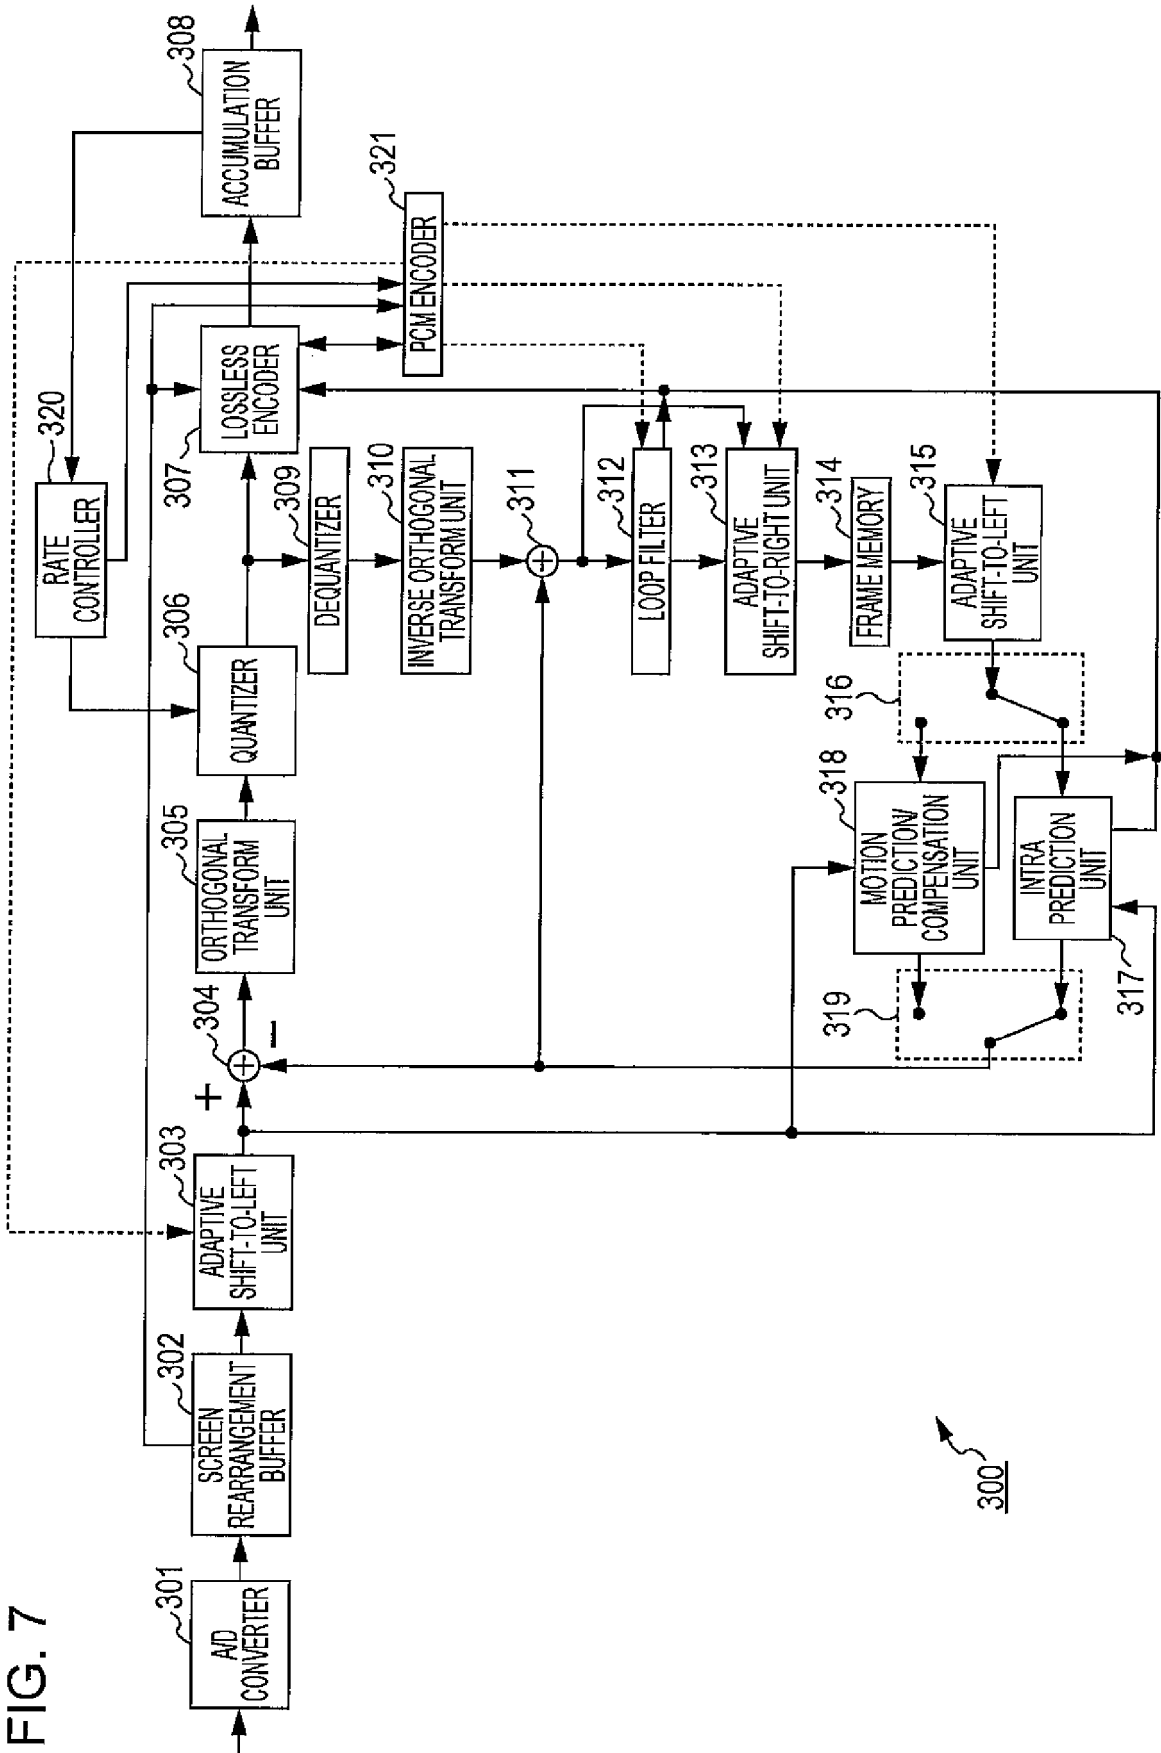 FIG. 7
301
A/D
CONVERTER
302
SCREEN
REARRANGEMENT
BUFFER
303
ADAPTIVE
SHIFT-TO-LEFT
UNIT
+
304
−
305
ORTHOGONAL
TRANSFORM
UNIT
306
QUANTIZER
320
RATE
CONTROLLER
307
LOSSLESS
ENCODER
308
ACCUMULATION
BUFFER
321
PCM ENCODER
309
DEQUANTIZER
310
INVERSE ORTHOGONAL
TRANSFORM UNIT
311
312
LOOP FILTER
313
ADAPTIVE
SHIFT-TO-RIGHT UNIT
314
FRAME MEMORY
315
ADAPTIVE
SHIFT-TO-LEFT
UNIT
316
318
MOTION
PREDICTION/
COMPENSATION
UNIT
INTRA
PREDICTION
UNIT
317
319
300